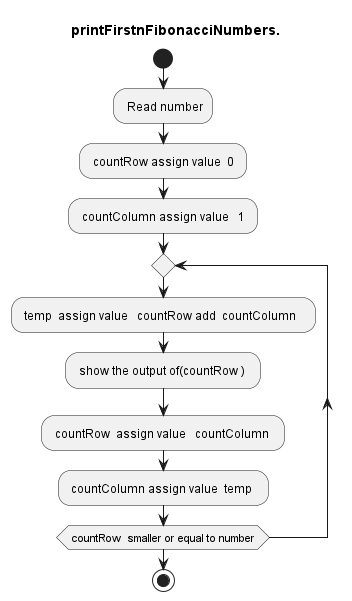 printFirstnFibonacciNumbers.
Read number
countRow assign value 0
countColumn assign value 1
temp assign value countRow add countColumn
show the output of(countRow )
countRow assign value countColumn
countColumn assign value temp
countRow smaller or equal to number